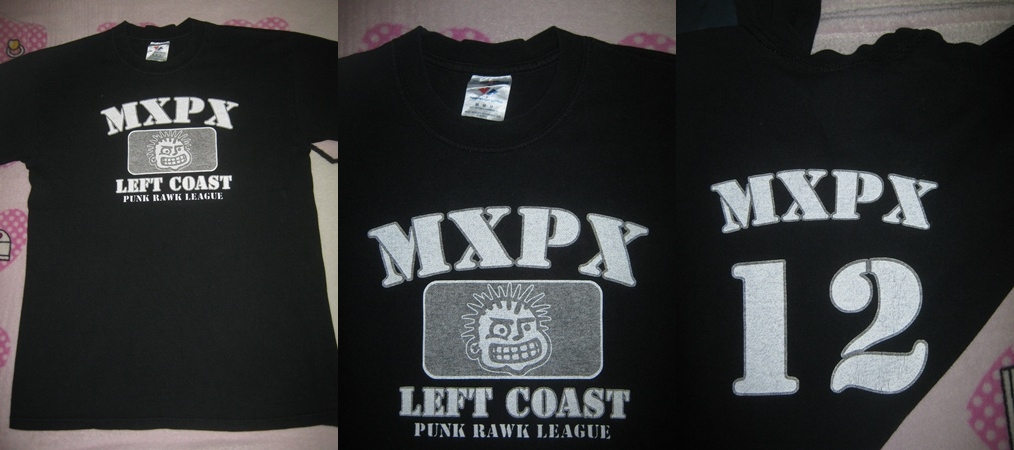 MXPX
LEFT COAST
PUNK RAWK LEAGUE
MXPX
LEFT COAST
PUNK RAWK LEAGUE
MXPX
12